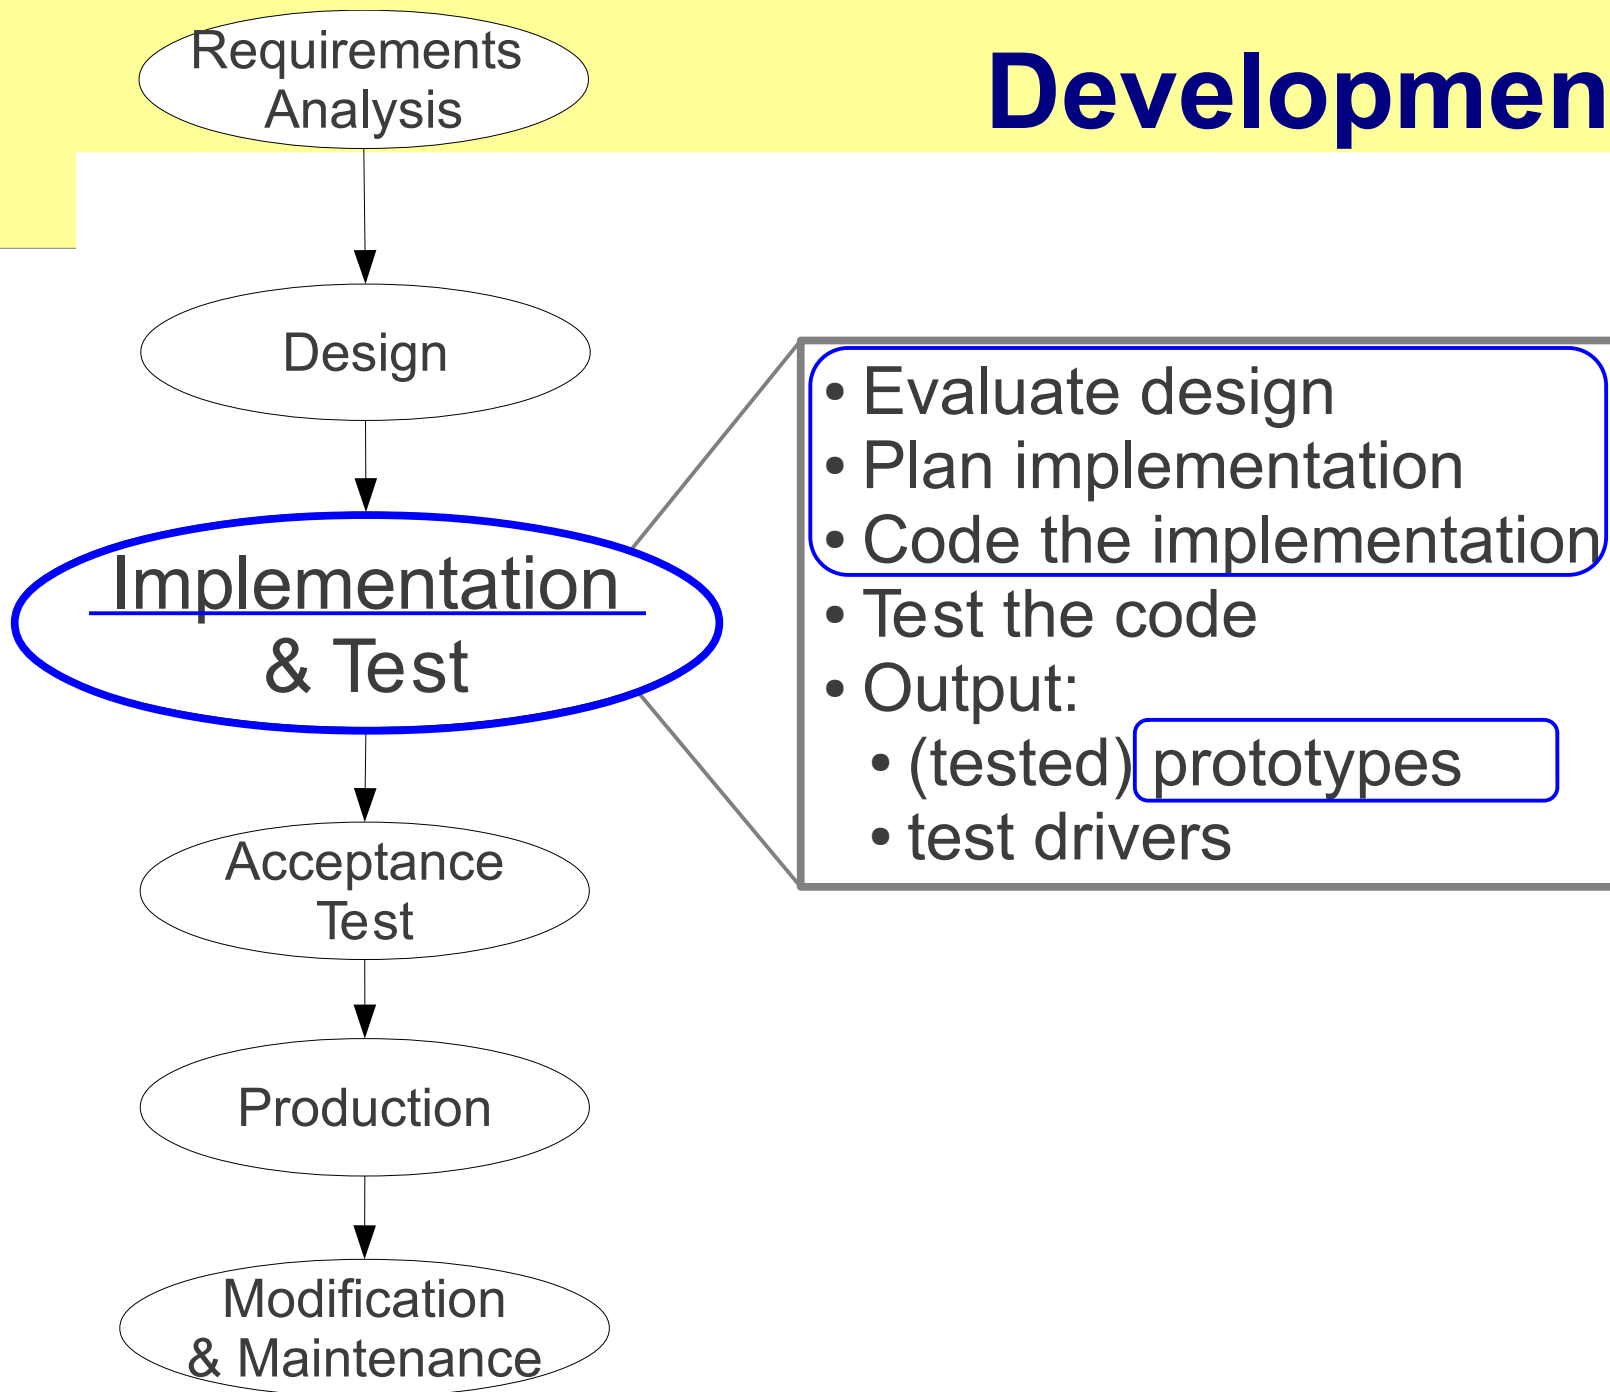 Requirements
Analysis
Developmen
Design
Implementation
& Test
• Evaluate design
• Plan implementation
• Code the implementation
• Test the code
• Output:
• (tested) prototypes
• test drivers
Acceptance
Test
Production
Modification
& Maintenance